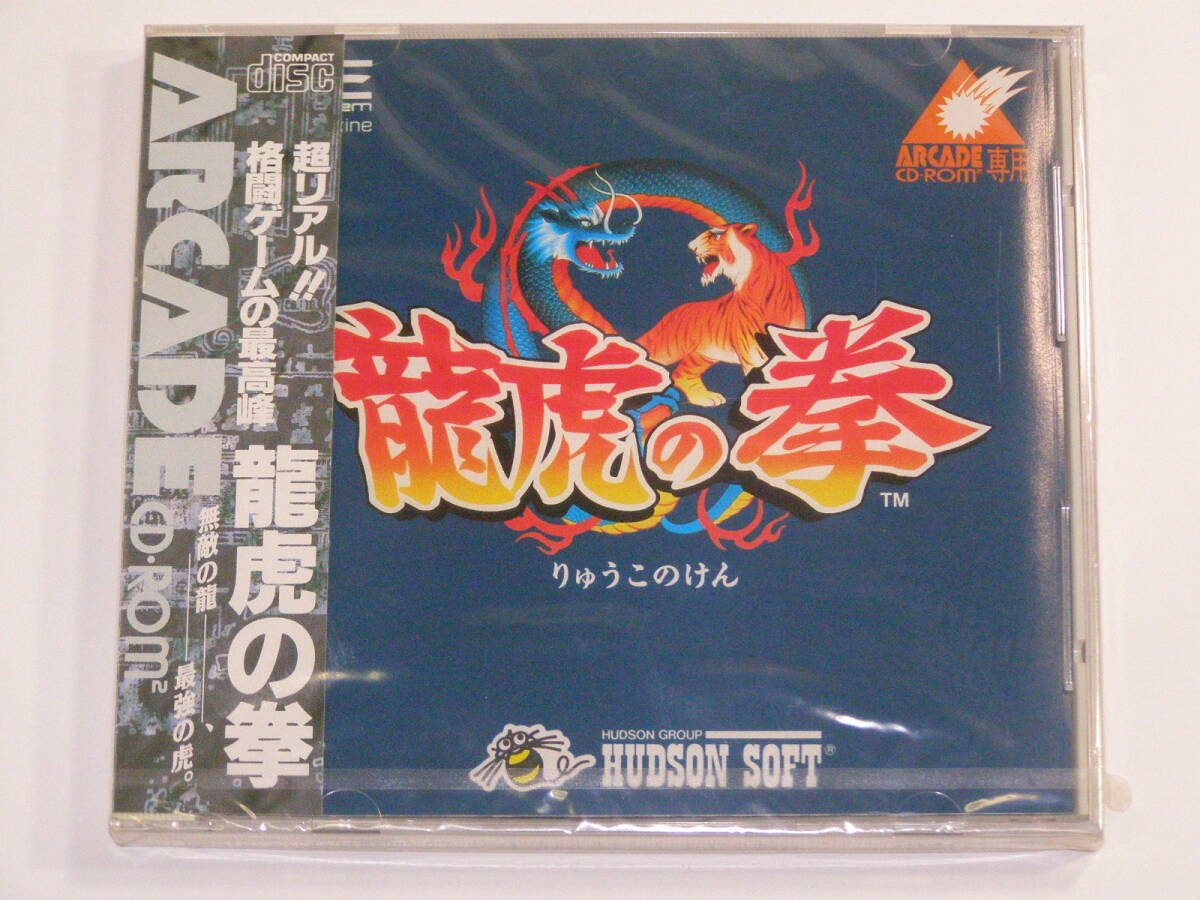 COMPACT
disc
ARCADE
CD·ROM²
超リアル!!
格闘ゲームの最高峰
龍虎の拳
無敵の龍——、
——最強の虎。
ARCADE
CD·ROM² 専用
龍虎の拳
TM
りゅうこのけん
HUDSON GROUP
HUDSON SOFT®